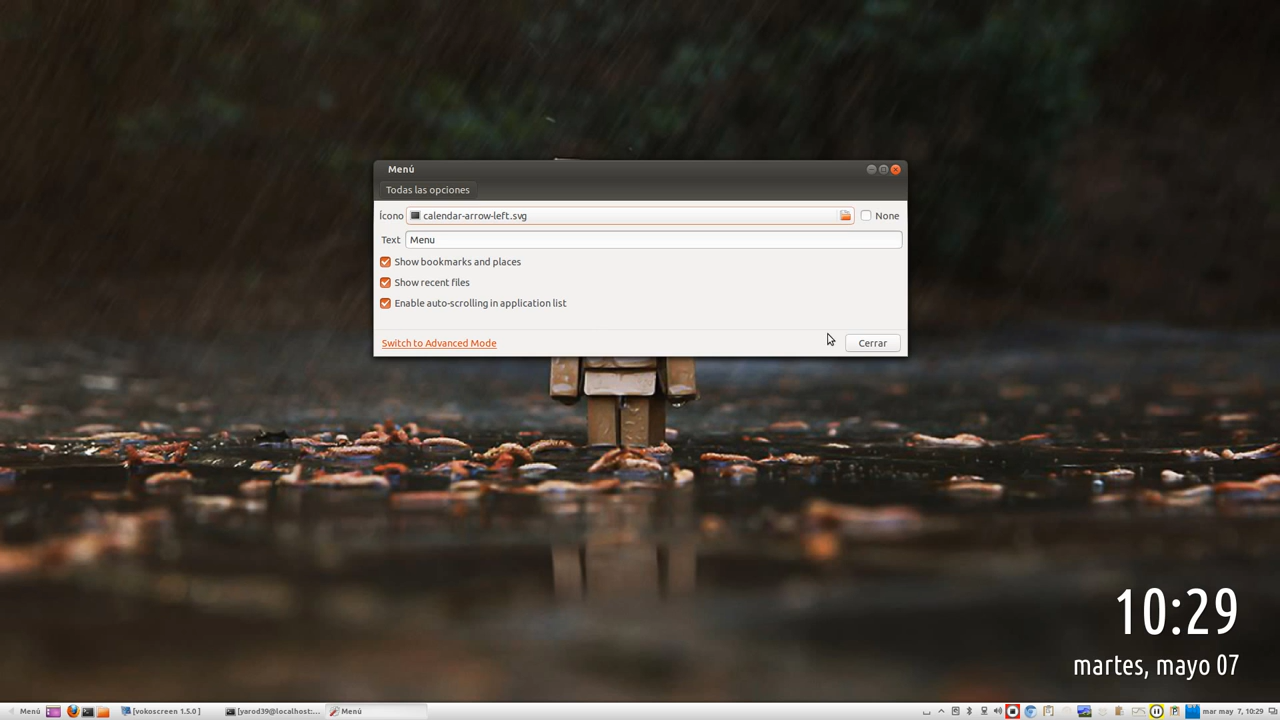 Menú
Todas las opciones
Ícono calendar-arrow-left.svg None
Text Menu
Show bookmarks and places
Show recent files
Enable auto-scrolling in application list
Switch to Advanced Mode Cerrar
10:29
martes, mayo 07
Menú [vokoscreen 1.5.0 ] [yarod39@localhost:... Menú mar may 7, 10:29